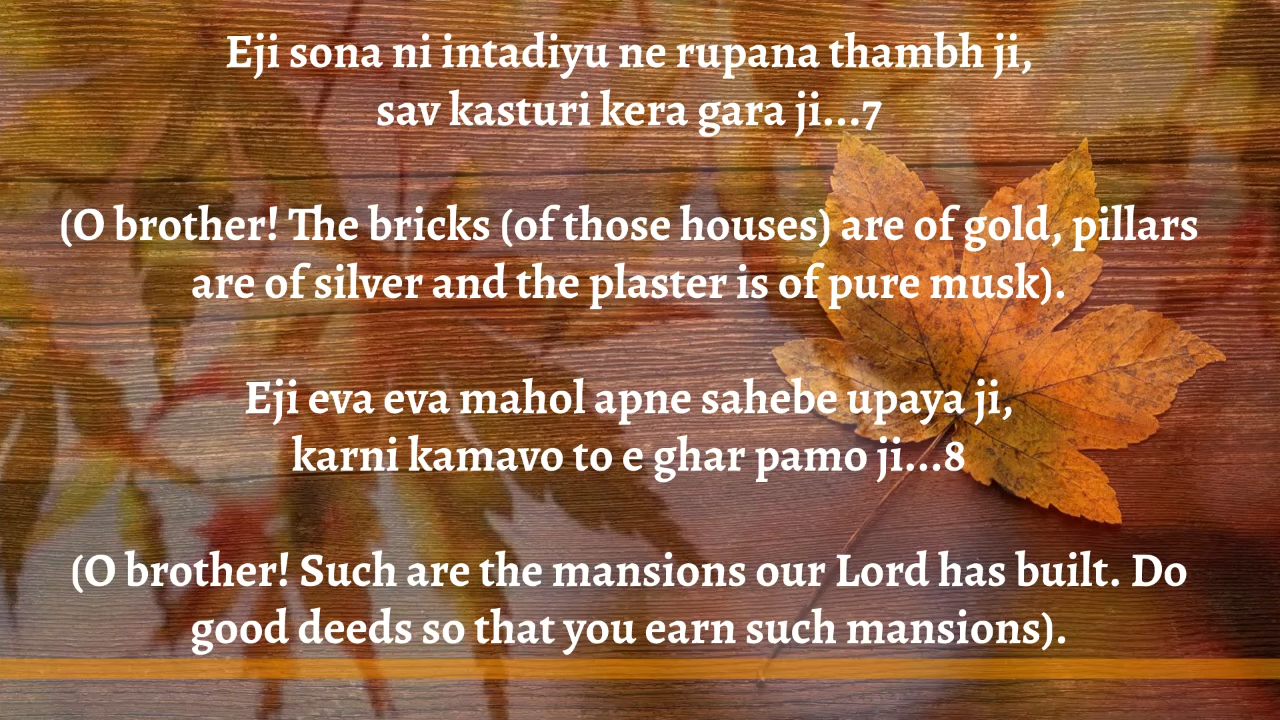 Eji sona ni intadiyu ne rupana thambh ji,
sav kasturi kera gara ji...7
(O brother! The bricks (of those houses) are of gold, pillars
are of silver and the plaster is of pure musk).
Eji eva eva mahol apne sahebe upaya ji,
karni kamavo to e ghar pamo ji...8
(O brother! Such are the mansions our Lord has built. Do
good deeds so that you earn such mansions).